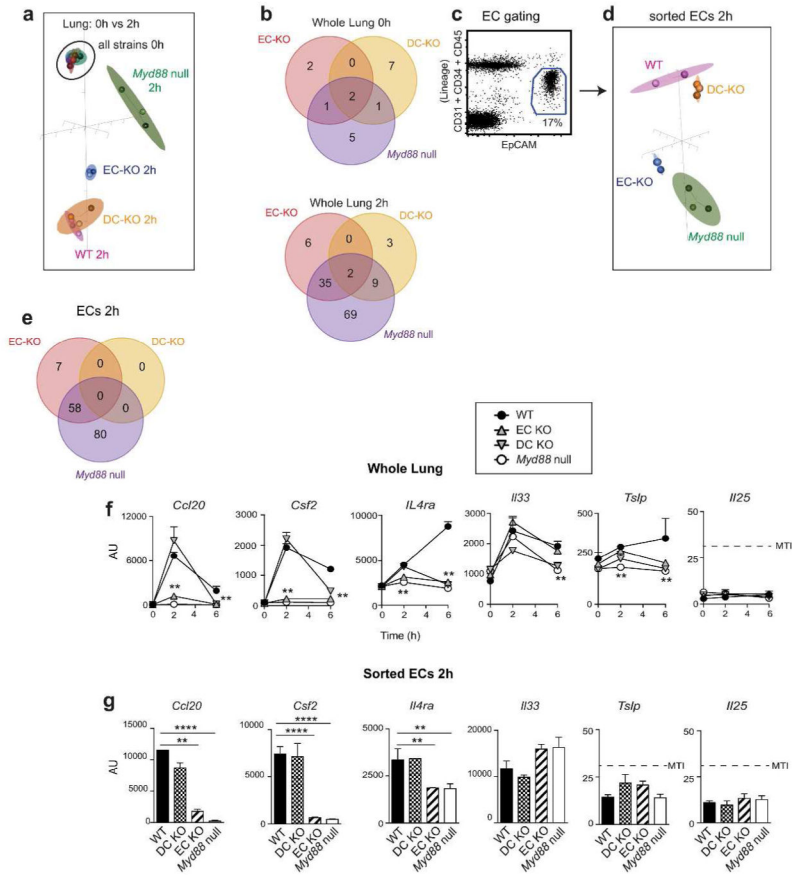 a
Lung: 0h vs 2h
all strains 0h
Myd88 null
2h
EC-KO 2h
DC-KO 2h
WT 2h
b
Whole Lung 0h
EC-KO
DC-KO
2
0
7
2
1
1
5
Myd88 null
Whole Lung 2h
EC-KO
DC-KO
6
0
3
2
35
9
69
Myd88 null
c
EC gating
(Lineage)
CD31 + CD34 + CD45
17%
EpCAM
d
sorted ECs 2h
WT
DC-KO
EC-KO
Myd88 null
e
ECs 2h
EC-KO
DC-KO
7
0
0
0
58
0
80
Myd88 null
WT
EC KO
DC KO
Myd88 null
Whole Lung
f
Ccl20
Csf2
IL4ra
Il33
Tslp
Il25
AU
12000
6000
0
**
**
0 2 4 6
3000
2000
1000
0
**
**
0 2 4 6
10000
5000
0
**
**
0 2 4 6
3000
2000
1000
0
**
0 2 4 6
500
250
0
**
**
0 2 4 6
50
25
0
MTI
0 2 4 6
Time (h)
Sorted ECs 2h
g
Ccl20
Csf2
Il4ra
Il33
Tslp
Il25
AU
10000
5000
0
****
**
WT
DC KO
EC KO
Myd88 null
10000
5000
0
****
****
WT
DC KO
EC KO
Myd88 null
5000
2500
0
**
**
WT
DC KO
EC KO
Myd88 null
20000
10000
0
WT
DC KO
EC KO
Myd88 null
50
25
0
MTI
WT
DC KO
EC KO
Myd88 null
50
25
0
MTI
WT
DC KO
EC KO
Myd88 null